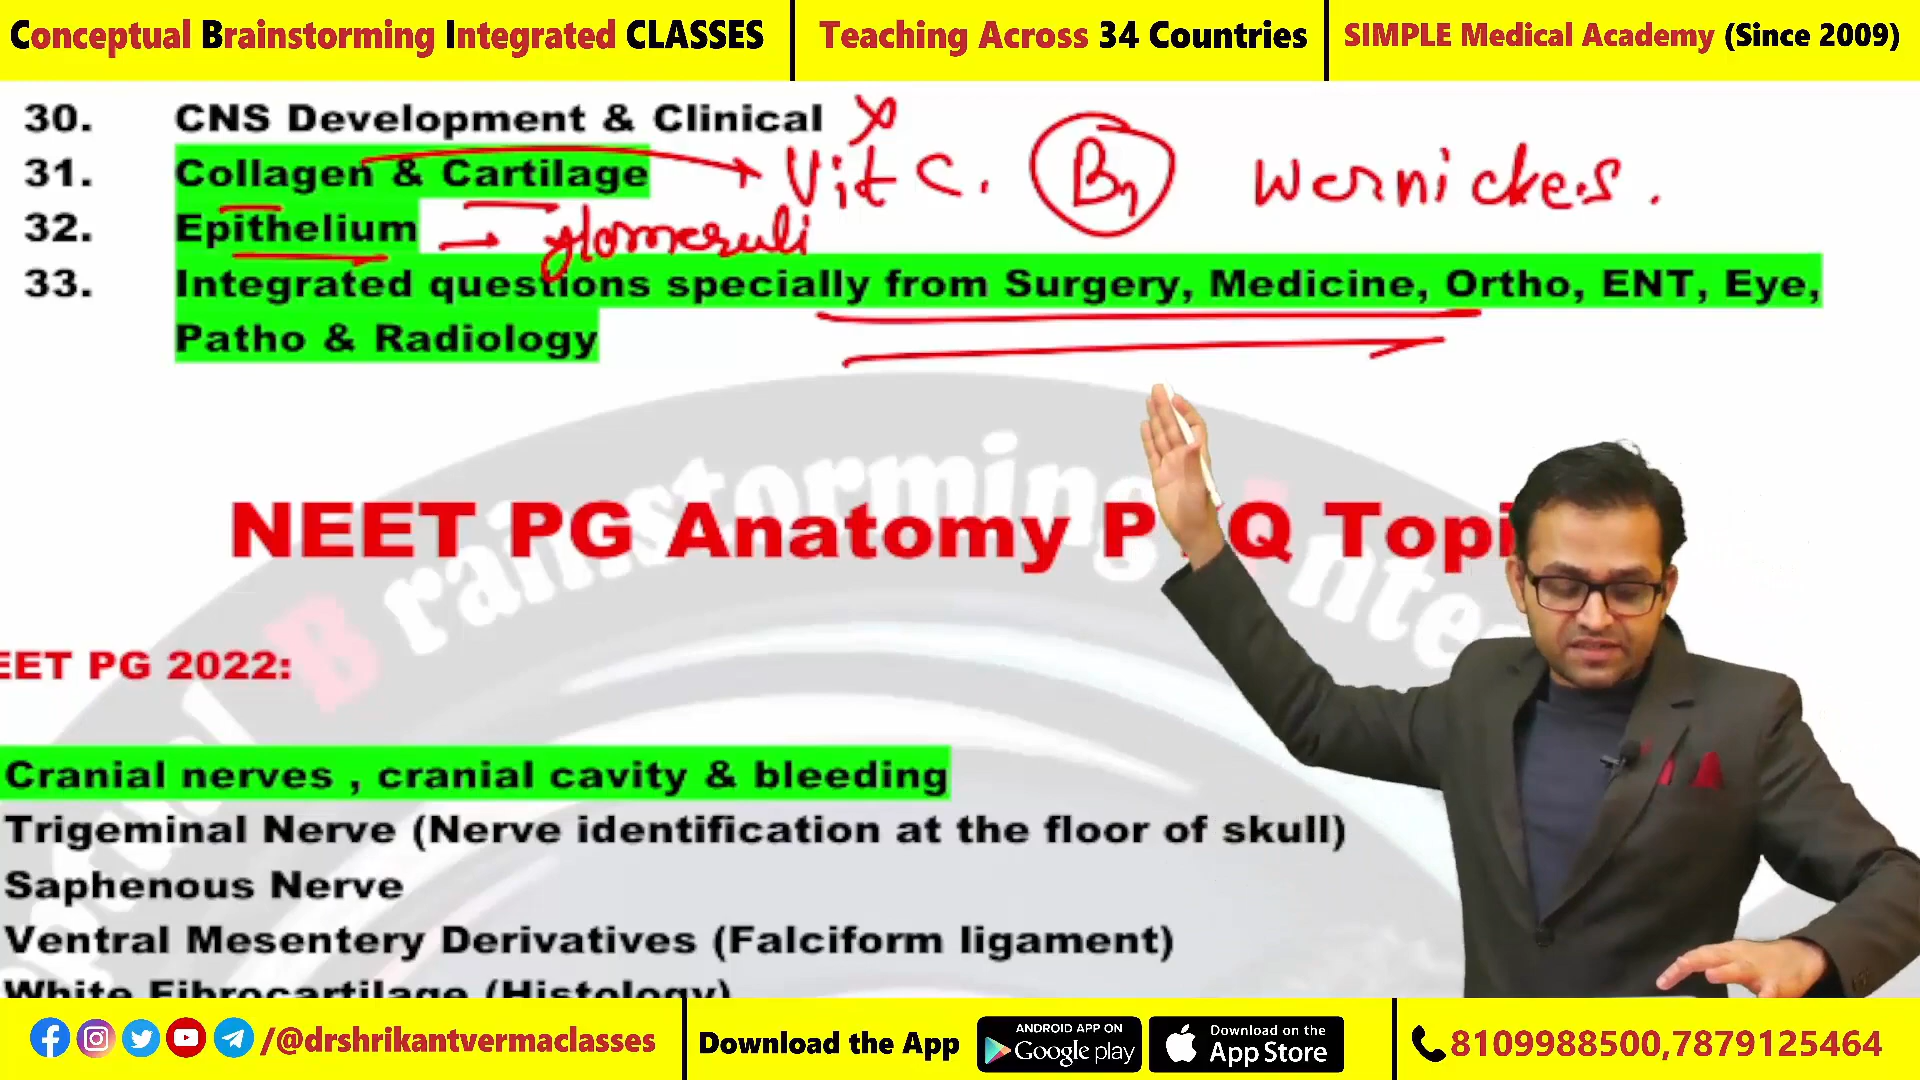 Conceptual Brainstorming Integrated CLASSES
Teaching Across 34 Countries
SIMPLE Medical Academy (Since 2009)
30. CNS Development & Clinical
31. Collagen & Cartilage Vit C. B1 Wernickes.
32. Epithelium → glomeruli
33. Integrated questions specially from Surgery, Medicine, Ortho, ENT, Eye,
Patho & Radiology
NEET PG Anatomy
EET PG 2022:
Cranial nerves , cranial cavity & bleeding
Trigeminal Nerve (Nerve identification at the floor of skull)
Saphenous Nerve
Ventral Mesentery Derivatives (Falciform ligament)
White Fibrocartilage (Histology)
/@drshrikantvermaclasses
Download the App
ANDROID APP ON
Google play
Download on the
App Store
8109988500,7879125464